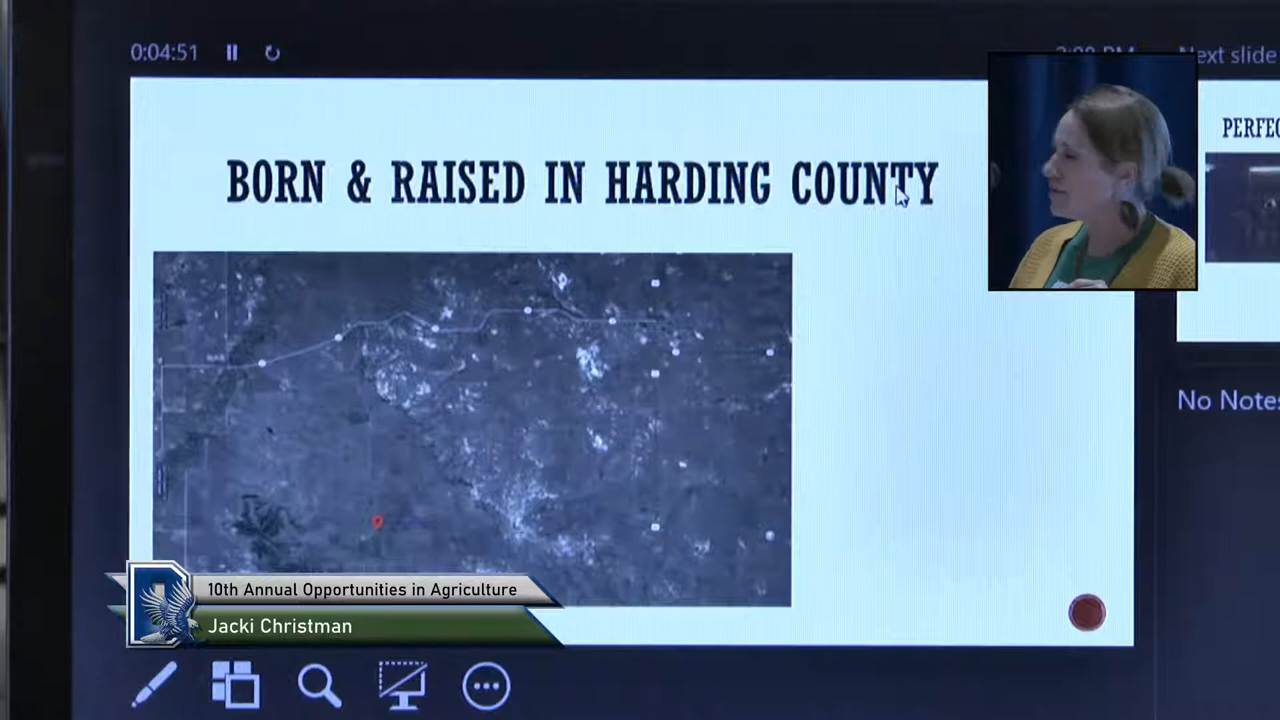 0:04:51
Next slide
PERFEC
BORN & RAISED IN HARDING COUNTY
No Notes
10th Annual Opportunities in Agriculture
Jacki Christman